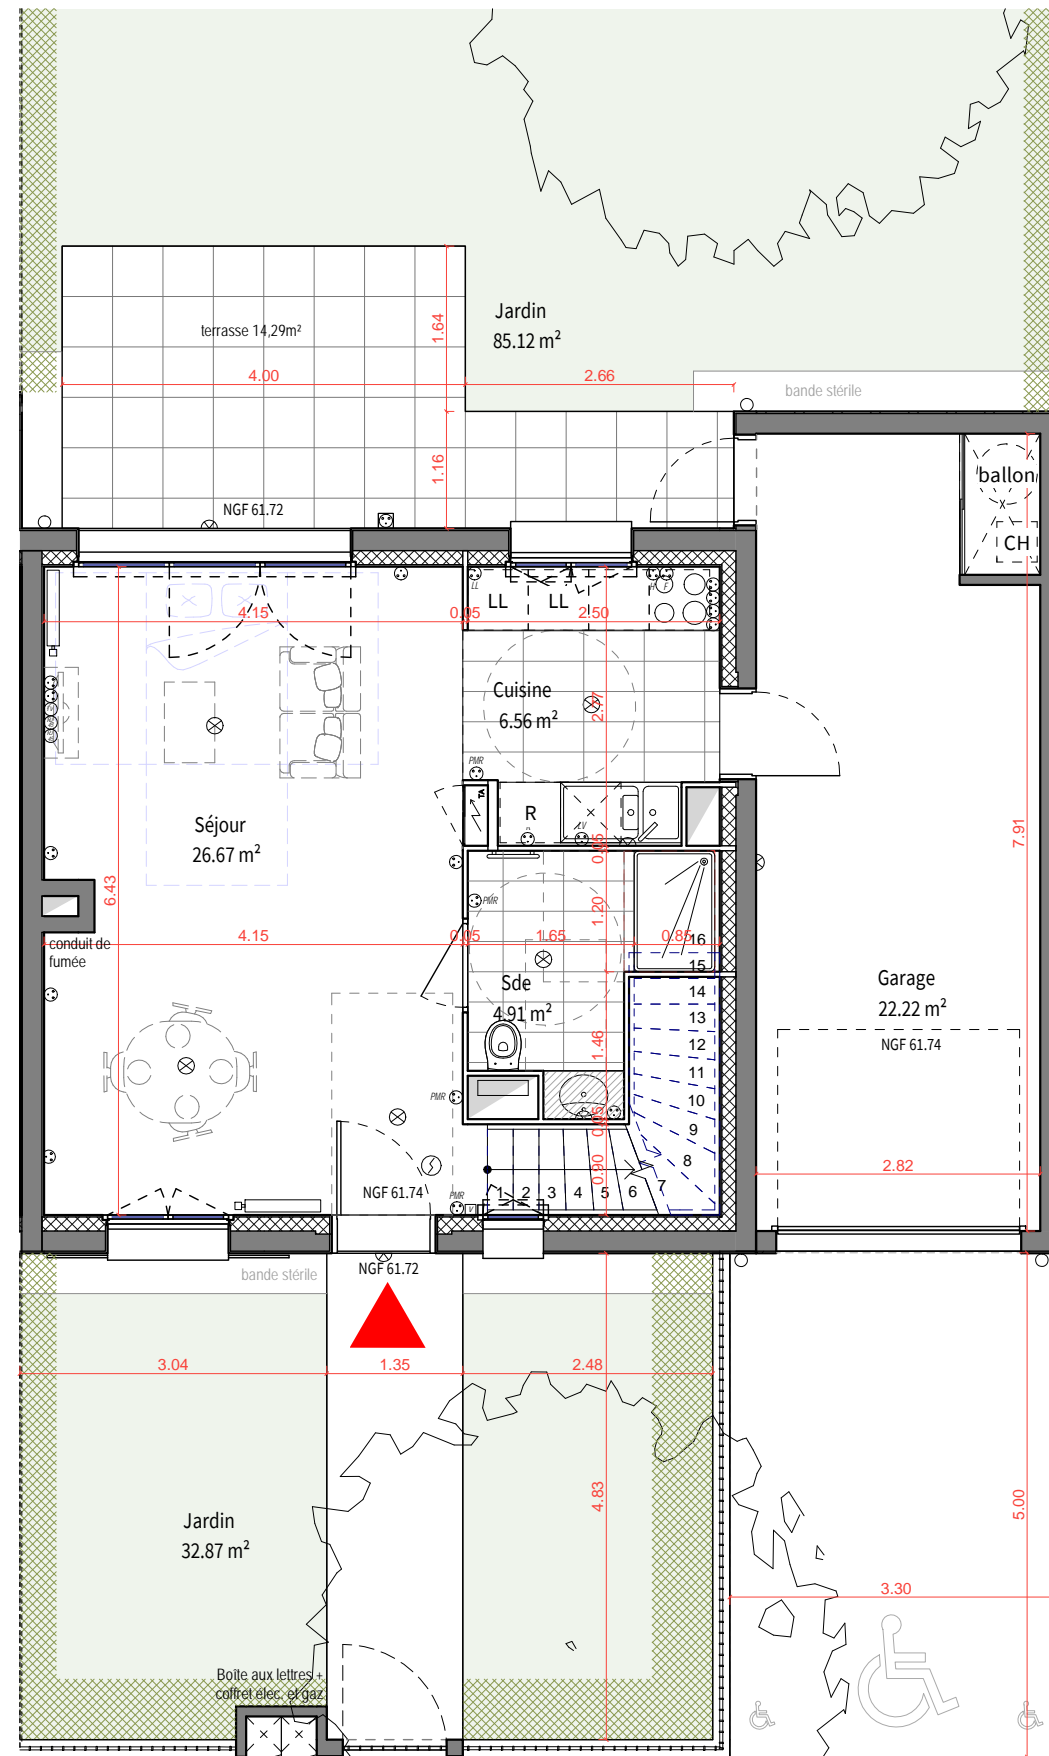 Jardin
85.12 m²
terrasse 14,29m²
1.64
4.00
2.66
bande stérile
1.16
NGF 61.72
ballon
CH
LL
LL
LL
H
F
4.15
0.05
2.50
Cuisine
6.56 m²
2.77
PMR
TV
R
LV
Séjour
26.67 m²
7.91
0.05
6.43
PMR
1.20
conduit de
fumée
4.15
0.05
1.65
0.85
16
15
14
13
12
11
10
9
8
7
6
5
4
3
2
1
Sde
4.91 m²
Garage
22.22 m²
NGF 61.74
1.46
PMR
0.05
0.90
2.82
NGF 61.74
PMR
V
bande stérile
NGF 61.72
3.04
1.35
2.48
4.83
5.00
Jardin
32.87 m²
3.30
Boîte aux lettres +
coffret élec. et gaz